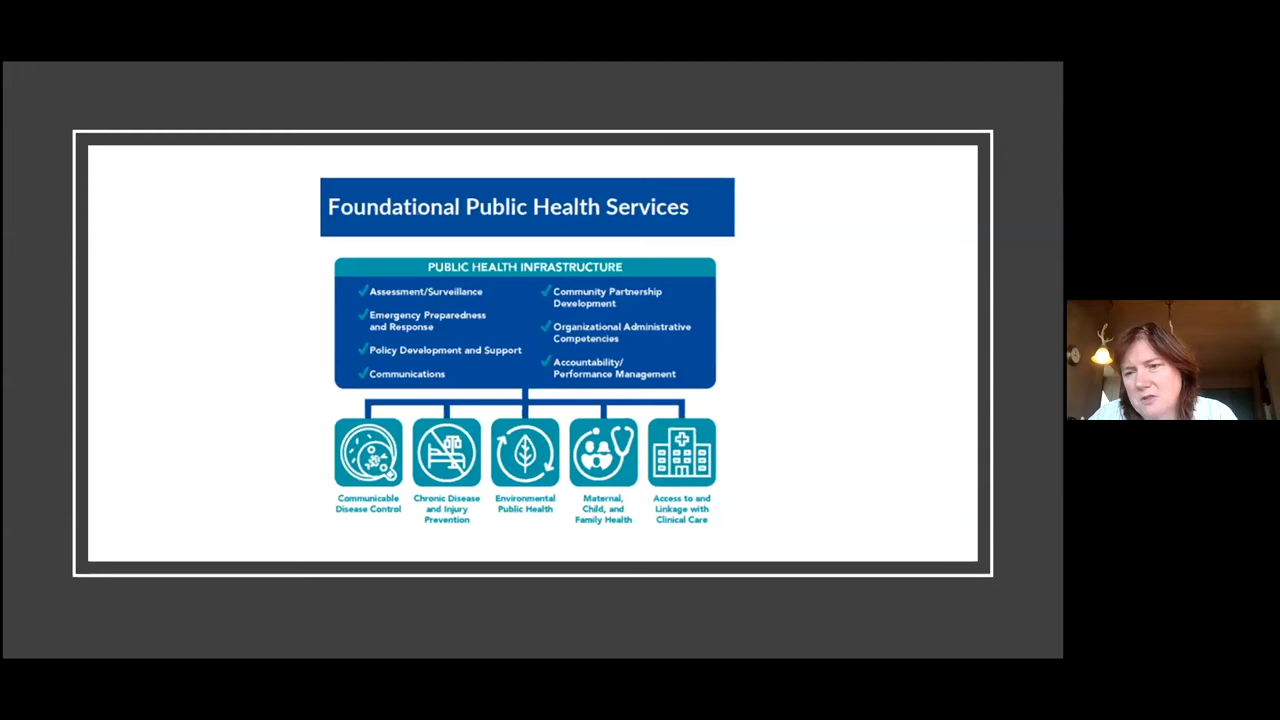 Foundational Public Health Services
PUBLIC HEALTH INFRASTRUCTURE
Assessment/Surveillance
Emergency Preparedness
and Response
Policy Development and Support
Communications
Community Partnership
Development
Organizational Administrative
Competencies
Accountability/
Performance Management
Communicable
Disease Control
Chronic Disease
and Injury
Prevention
Environmental
Public Health
Maternal,
Child, and
Family Health
Access to and
Linkage with
Clinical Care